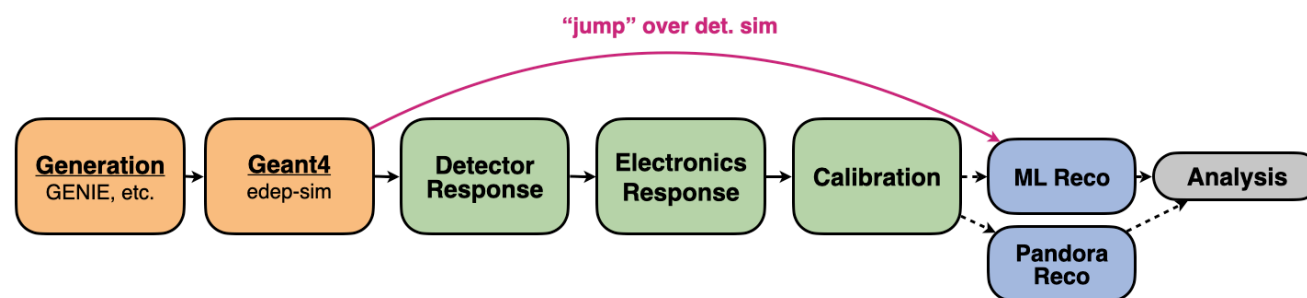 “jump” over det. sim
Generation
GENIE, etc.
Geant4
edep-sim
Detector
Response
Electronics
Response
Calibration
ML Reco
Analysis
Pandora
Reco